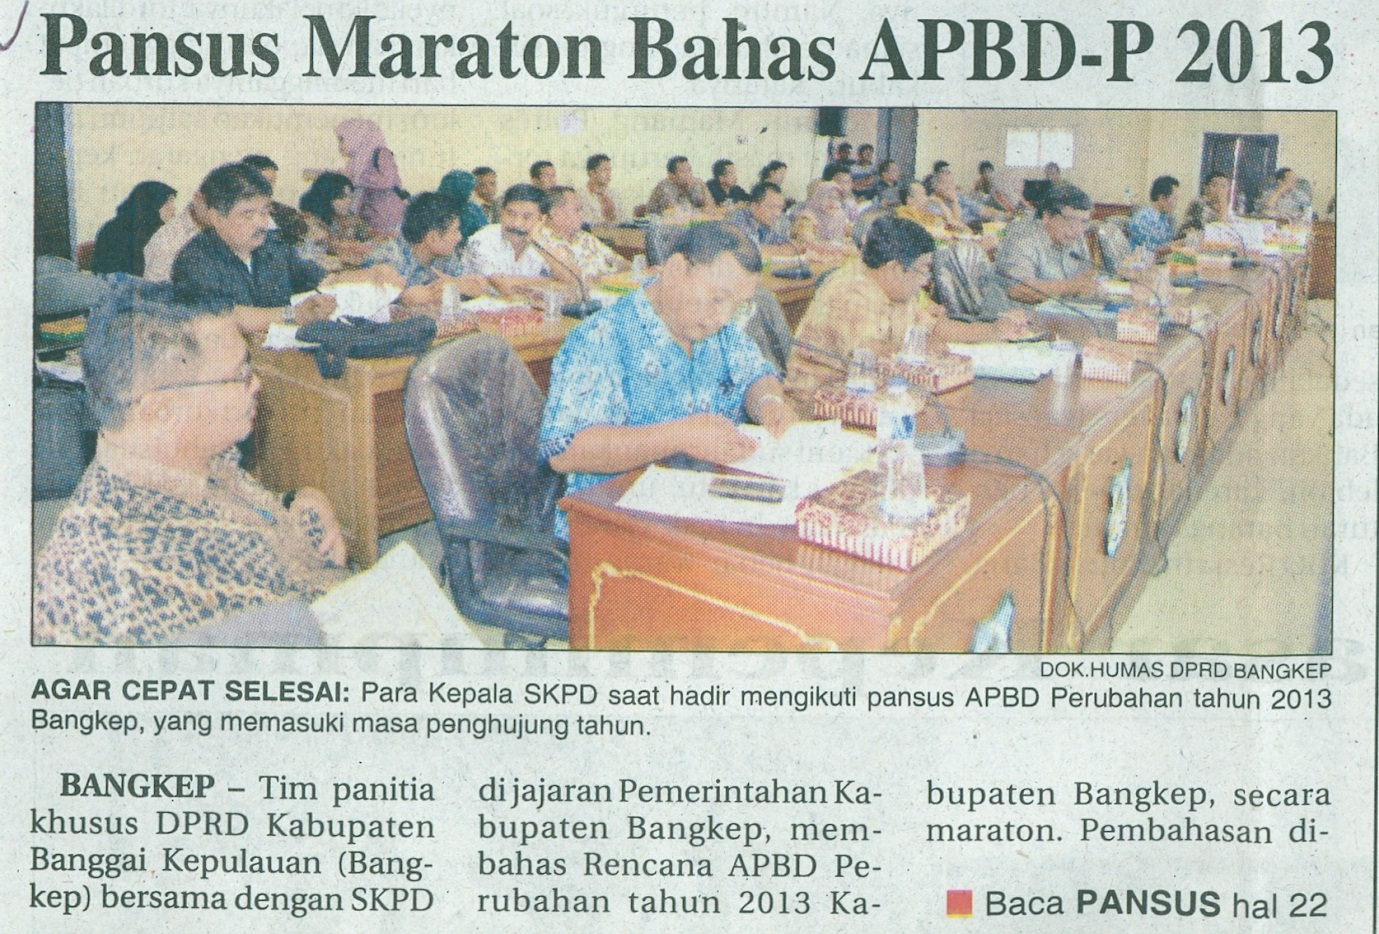 Pansus Maraton Bahas APBD-P 2013
DOK.HUMAS DPRD BANGKEP
AGAR CEPAT SELESAI: Para Kepala SKPD saat hadir mengikuti pansus APBD Perubahan tahun 2013
Bangkep, yang memasuki masa penghujung tahun.
BANGKEP – Tim panitia
khusus DPRD Kabupaten
Banggai Kepulauan (Bang-
kep) bersama dengan SKPD
di jajaran Pemerintahan Ka-
bupaten Bangkep, mem-
bahas Rencana APBD Pe-
rubahan tahun 2013 Ka-
bupaten Bangkep, secara
maraton. Pembahasan di-
Baca PANSUS hal 22